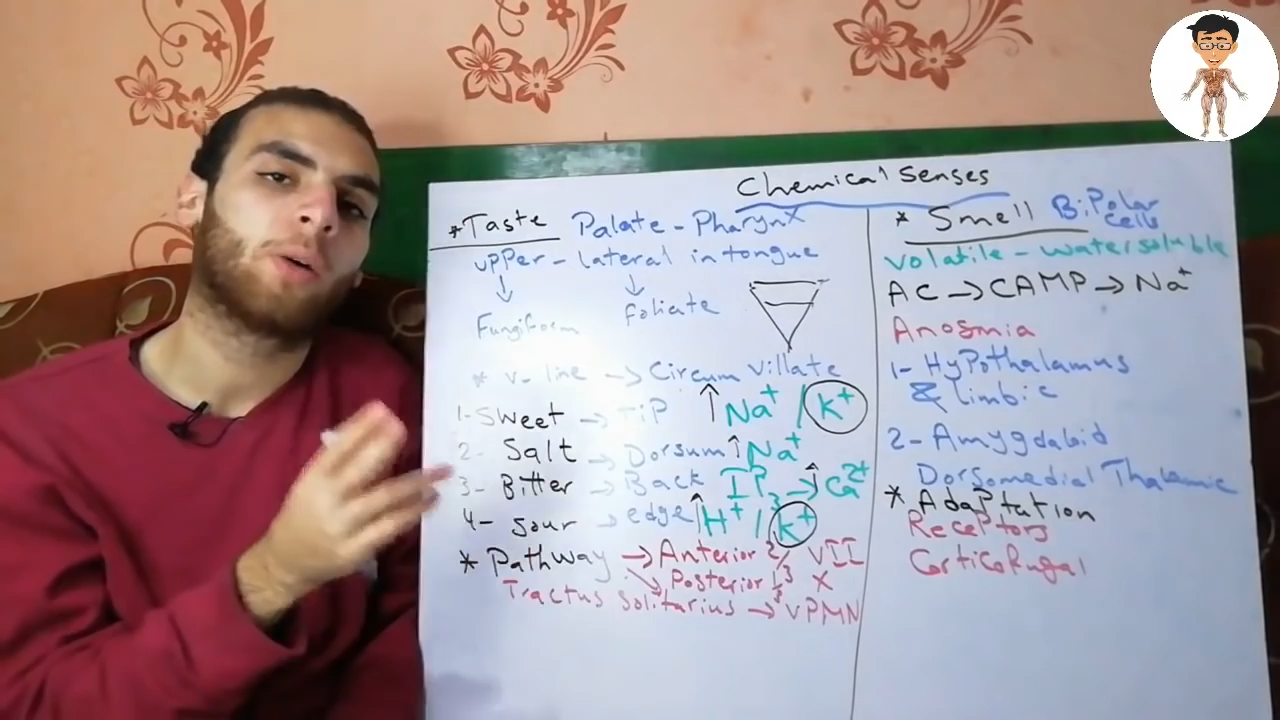 Chemical Senses
*Taste Palate - Pharynx
upper - lateral in tongue
Fungiform foliate
* v- line → Circum villate
1- Sweet → TiP ↑ Na+ / K+
2- Salt → Dorsum ↑ Na+
3- Bitter → Back IP3 → ↑ Ca2+
4- Sour → edge ↑ H+ / K+
* Pathway → Anterior 2/3 VII
→ Posterior 1/3 X
Tractus Solitarius → VPMN
* Smell BiPolar
cells
Volatile - water soluble
AC → CAMP → Na+
Anosmia
1- HyPothalamus
& limbic
2- Amygdaloid
Dorsomedial Thalamic
* AdaPtation
RecePtors
Corticofugal